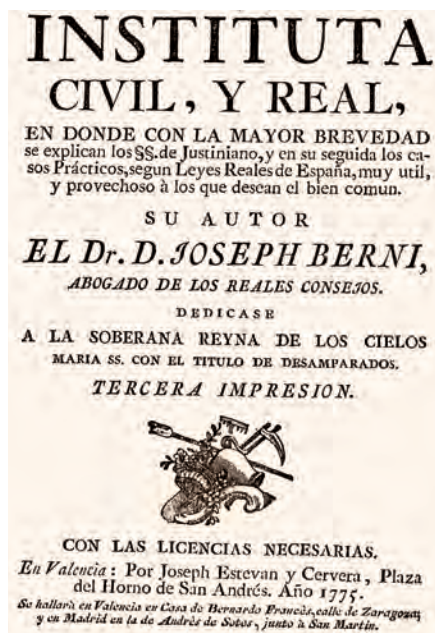 INSTITUTA
CIVIL, Y REAL,
EN DONDE CON LA MAYOR BREVEDAD
se explican los §§. de Justiniano, y en su seguida los ca-
sos Prácticos, segun Leyes Reales de España, muy util,
y provechoso à los que desean el bien comun.
SU AUTOR
EL Dr. D. JOSEPH BERNI,
ABOGADO DE LOS REALES CONSEJOS.
DEDICASE
A LA SOBERANA REYNA DE LOS CIELOS
MARIA SS. CON EL TITULO DE DESAMPARADOS.
TERCERA IMPRESION.
CON LAS LICENCIAS NECESARIAS.
En Valencia: Por Joseph Estevan y Cervera, Plaza
del Horno de San Andrés. Año 1775.
Se hallarà en Valencia en Casa de Bernardo Francès, calle de Zaragoza;
y en Madrid en la de Andrès de Sotos, junto à San Martin.